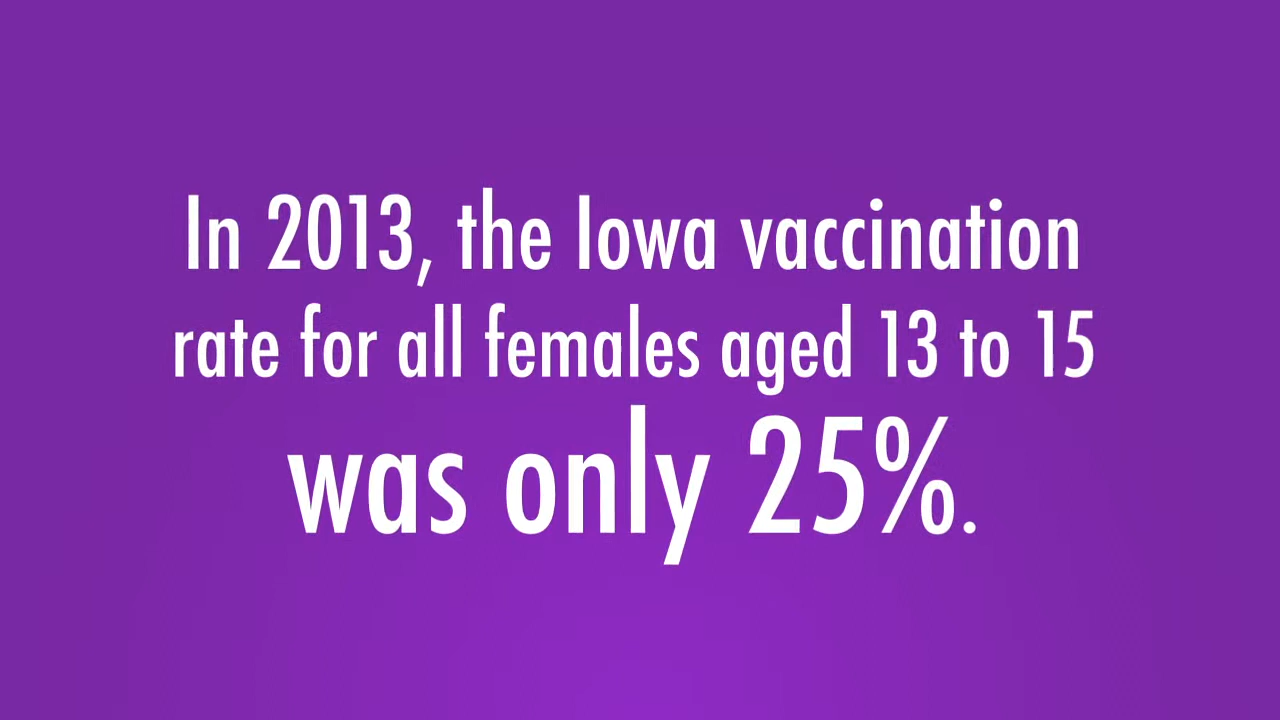 In 2013, the Iowa vaccination
rate for all females aged 13 to 15
was only 25%.